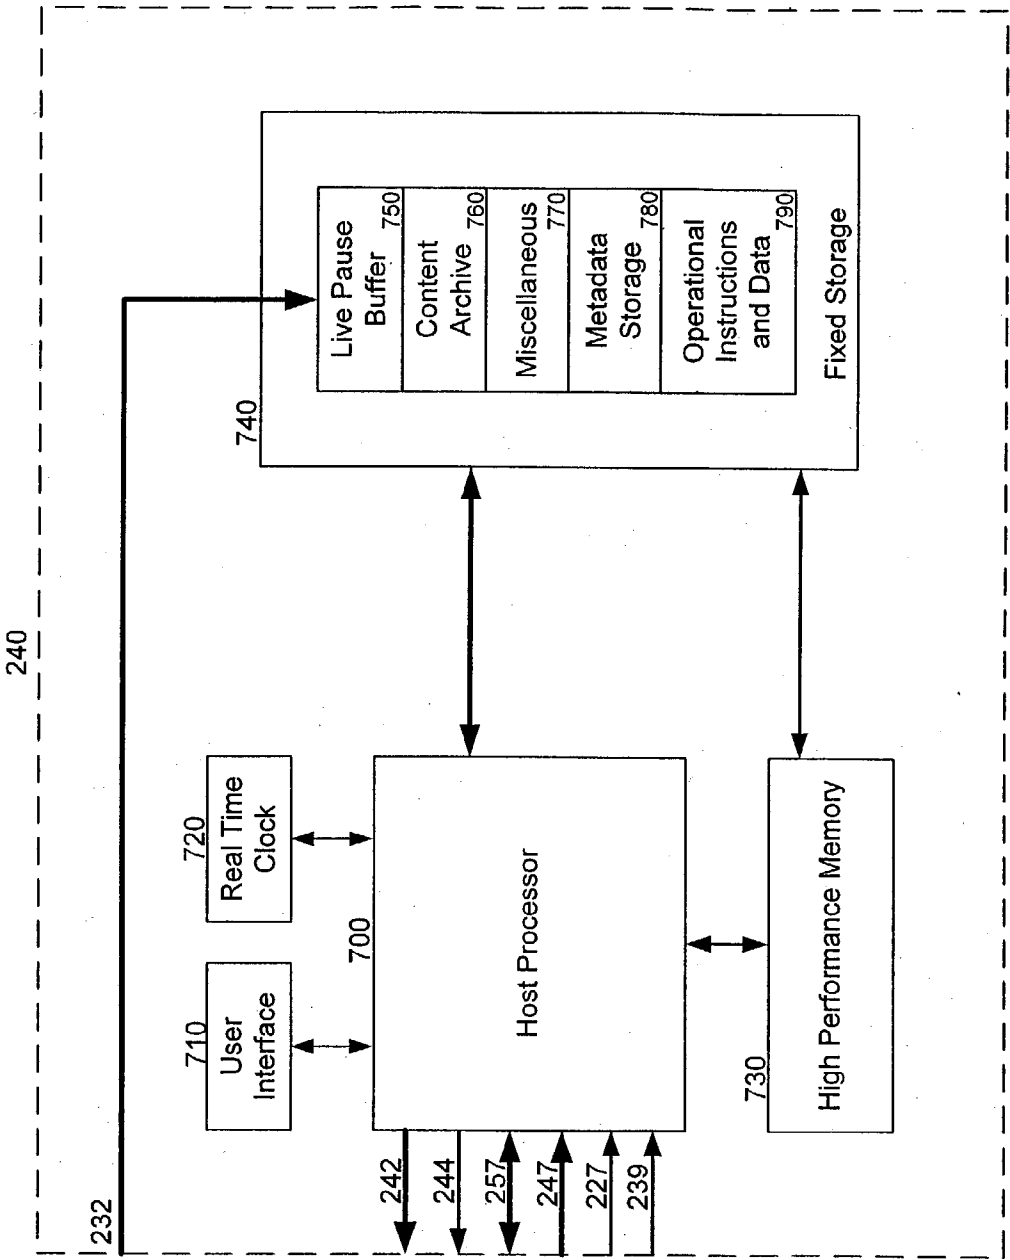 240
232
710
User
Interface
720
Real Time
Clock
740
Live Pause
Buffer
750
Content
Archive
760
Miscellaneous
770
Metadata
Storage
780
Operational
Instructions
and Data
790
Fixed Storage
700
Host Processor
242
244
257
247
227
239
730
High Performance Memory